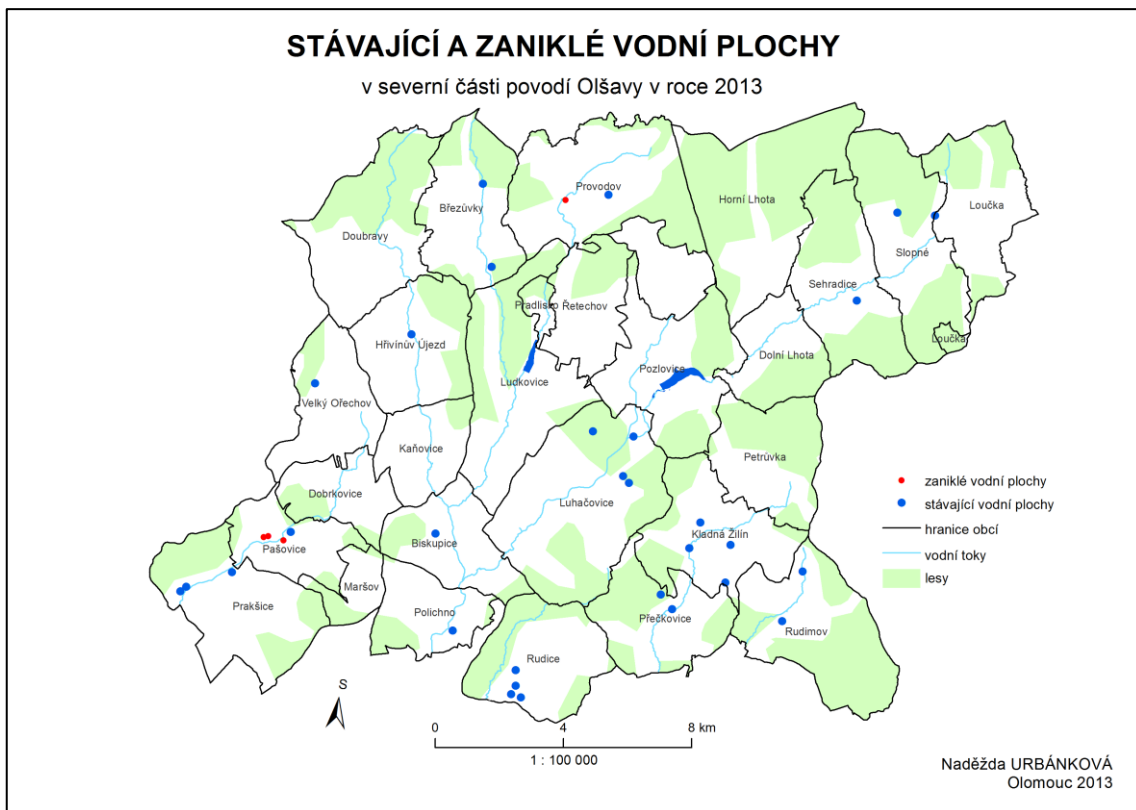 STÁVAJÍCÍ A ZANIKLÉ VODNÍ PLOCHY
v severní části povodí Olšavy v roce 2013
Provodov
Březůvky
Horní Lhota
Loučka
Doubravy
Slopné
Sehradice
Pradlisko
Řetechov
Hřivínův Újezd
Loučka
Dolní Lhota
Pozlovice
Ludkovice
Velký Ořechov
Kaňovice
Petrůvka
Dobrkovice
Luhačovice
Kladná Žilín
Biskupice
Pašovice
Maršov
Prakšice
Polichno
Přečkovice
Rudimov
Rudice
zaniklé vodní plochy
stávající vodní plochy
hranice obcí
vodní toky
lesy
S
0 4 8 km
1 : 100 000
Naděžda URBÁNKOVÁ
Olomouc 2013